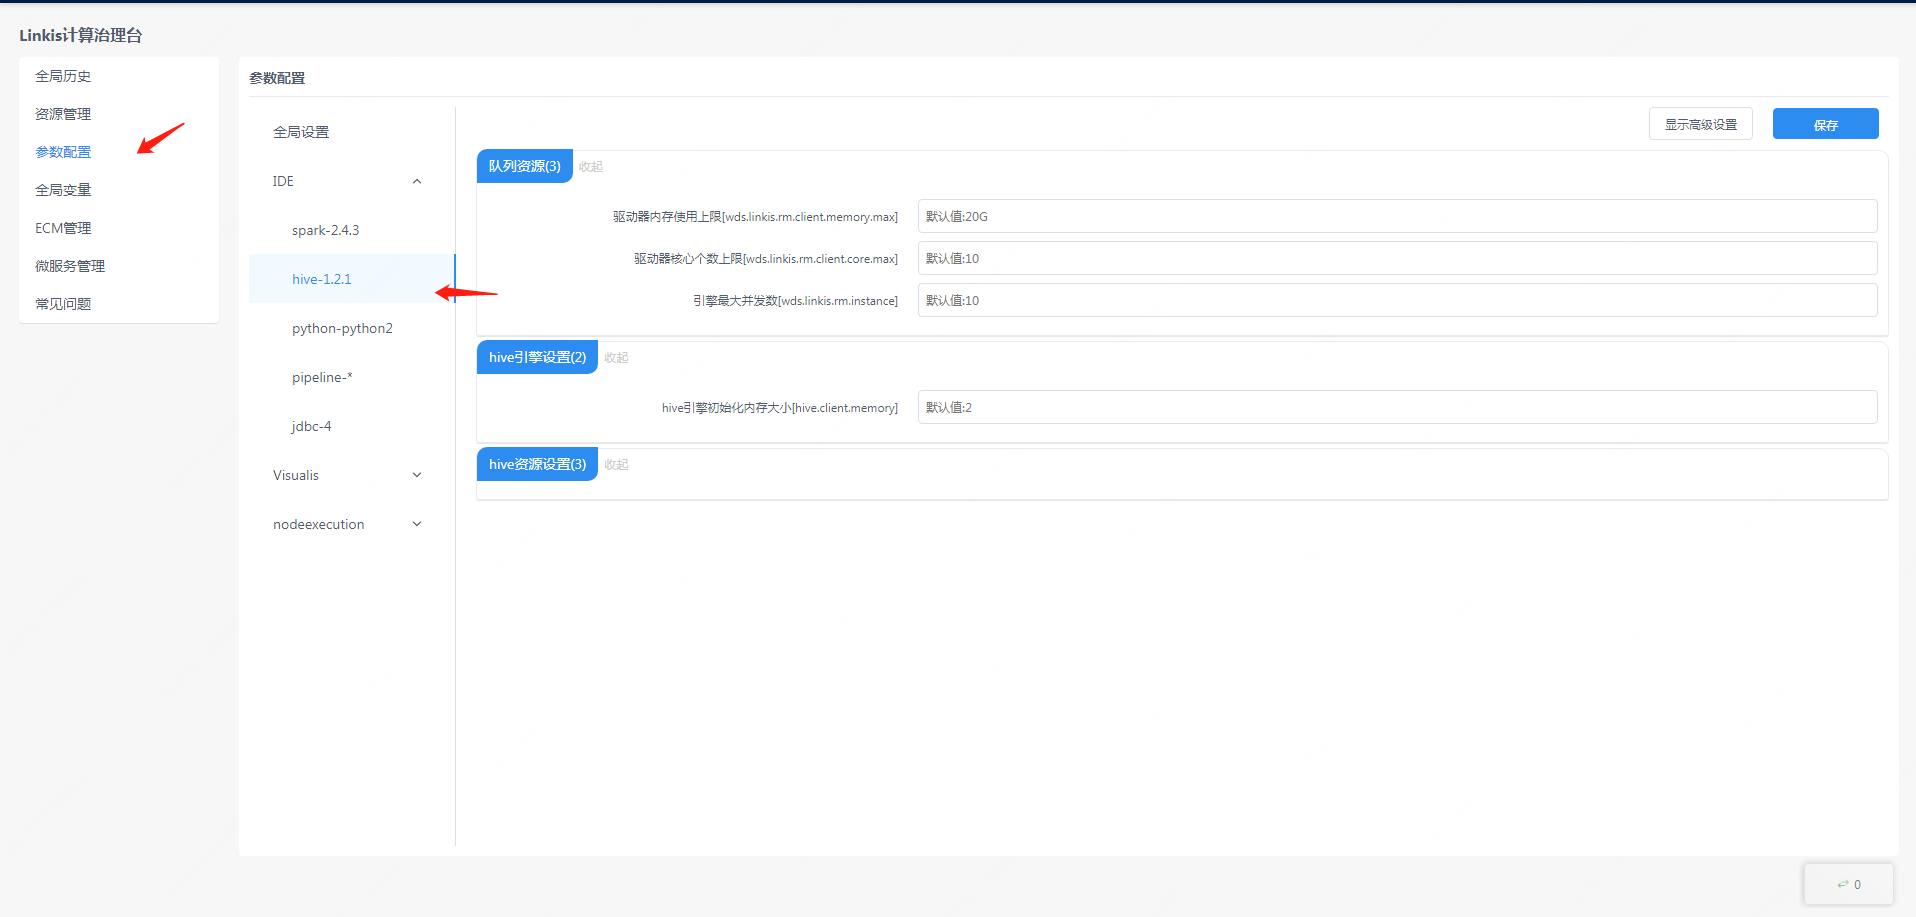 Linkis计算治理台
全局历史
资源管理
参数配置
全局变量
ECM管理
微服务管理
常见问题
参数配置
全局设置
IDE
spark-2.4.3
hive-1.2.1
python-python2
pipeline-*
jdbc-4
Visualis
nodeexecution
显示高级设置
保存
队列资源(3) 收起
驱动器内存使用上限[wds.linkis.rm.client.memory.max] 默认值:20G
驱动器核心个数上限[wds.linkis.rm.client.core.max] 默认值:10
引擎最大并发数[wds.linkis.rm.instance] 默认值:10
hive引擎设置(2) 收起
hive引擎初始化内存大小[hive.client.memory] 默认值:2
hive资源设置(3) 收起
0